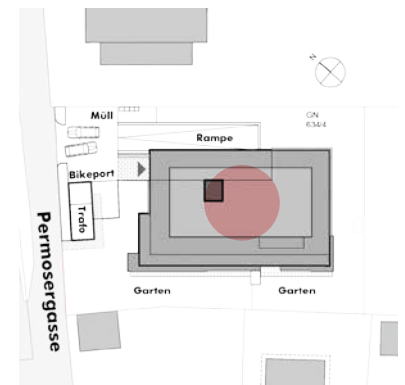 N
Müll
GN
634/4
Rampe
Bikeport
Trafo
Permosergasse
Garten
Garten